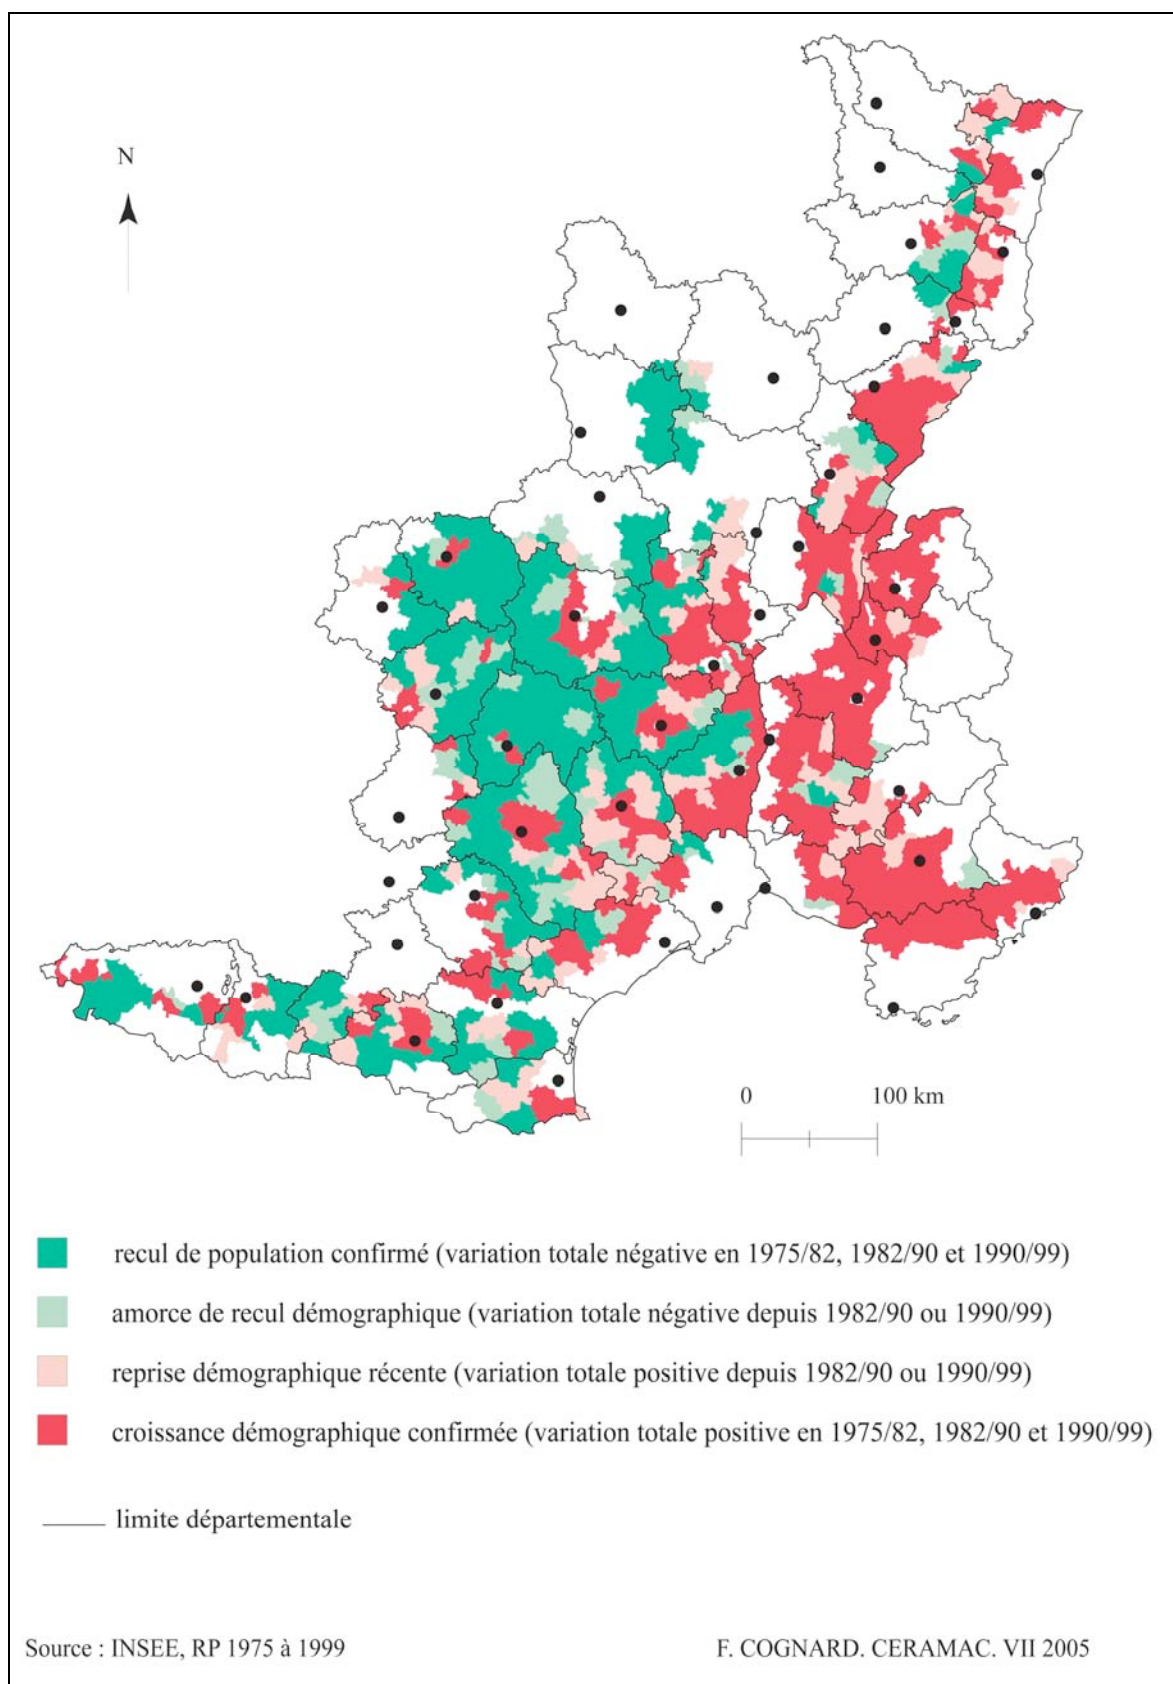 N
0 100 km
recul de population confirmé (variation totale négative en 1975/82, 1982/90 et 1990/99)
amorce de recul démographique (variation totale négative depuis 1982/90 ou 1990/99)
reprise démographique récente (variation totale positive depuis 1982/90 ou 1990/99)
croissance démographique confirmée (variation totale positive en 1975/82, 1982/90 et 1990/99)
limite départementale
Source : INSEE, RP 1975 à 1999 F. COGNARD. CERAMAC. VII 2005